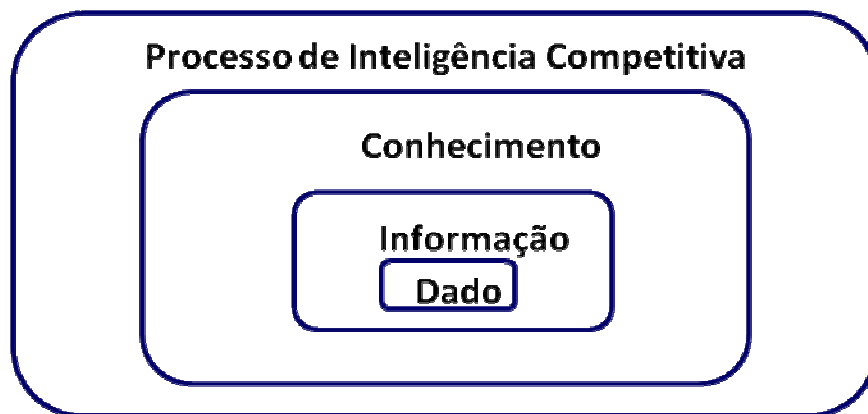 Processo de Inteligência Competitiva
Conhecimento
Informação
Dado